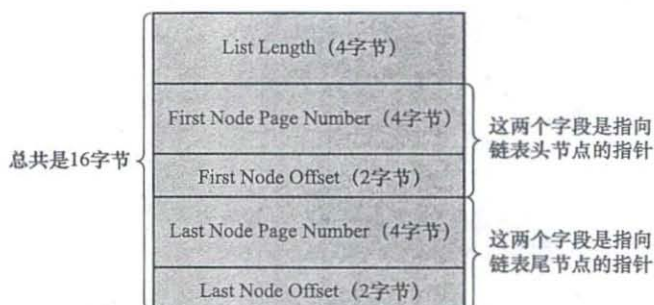 List Length（4字节）
First Node Page Number（4字节）
这两个字段是指向
链表头节点的指针
总共是16字节
First Node Offset（2字节）
Last Node Page Number（4字节）
这两个字段是指向
链表尾节点的指针
Last Node Offset（2字节）